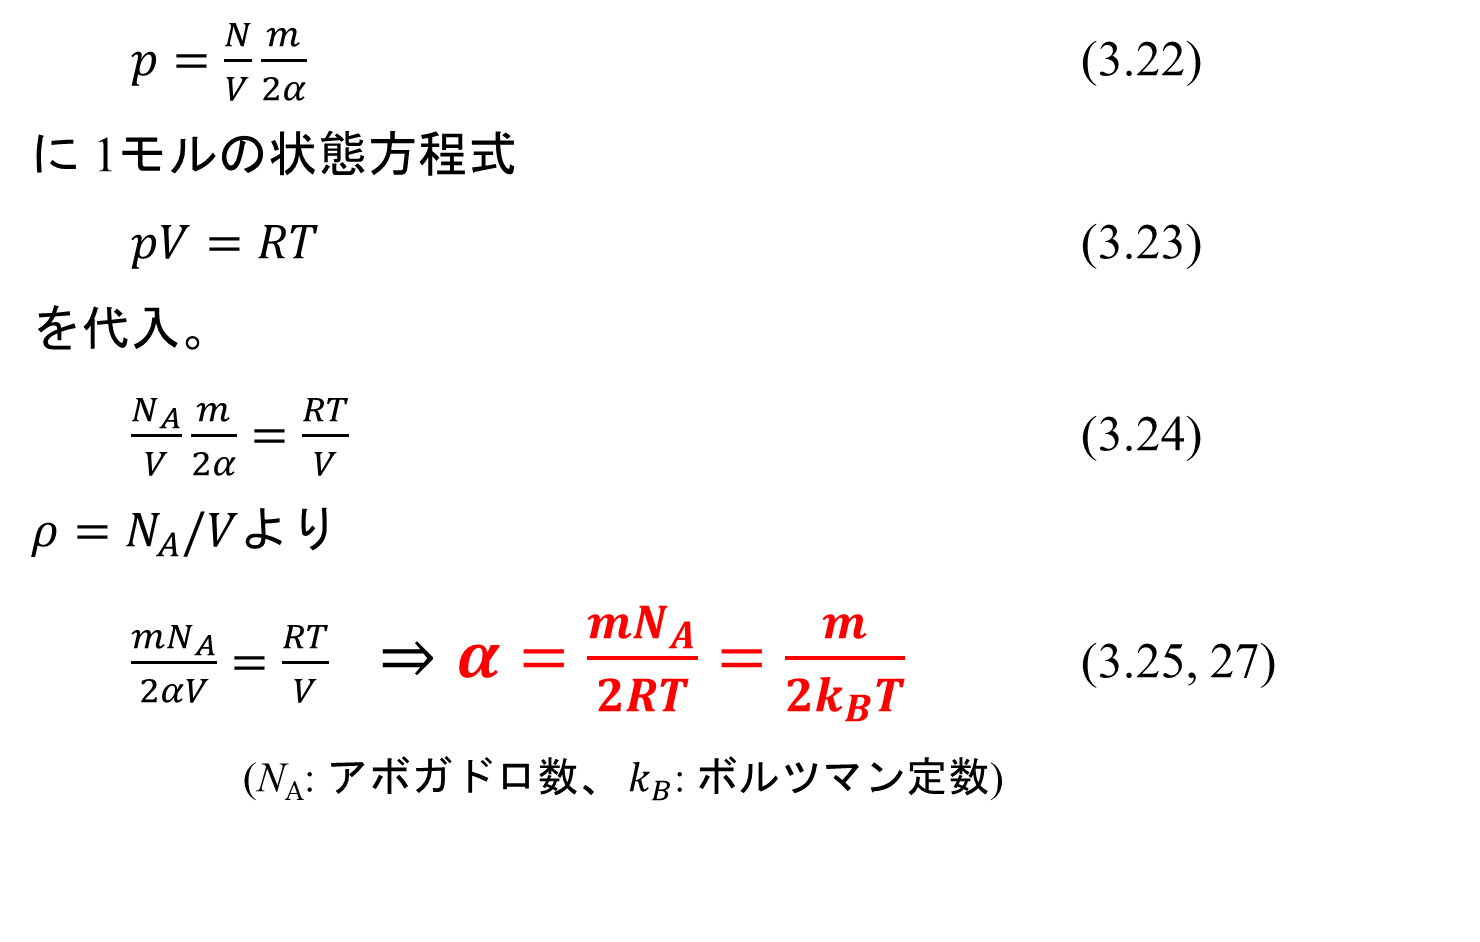 p = N/V m/2α (3.22)
に 1モルの状態方程式
pV = RT (3.23)
を代入。
N_A/V m/2α = RT/V (3.24)
ρ = N_A/Vより
mN_A/2αV = RT/V ⇒ α = mN_A/2RT = m/2k_BT (3.25, 27)
(N_A: アボガドロ数、k_B: ボルツマン定数)